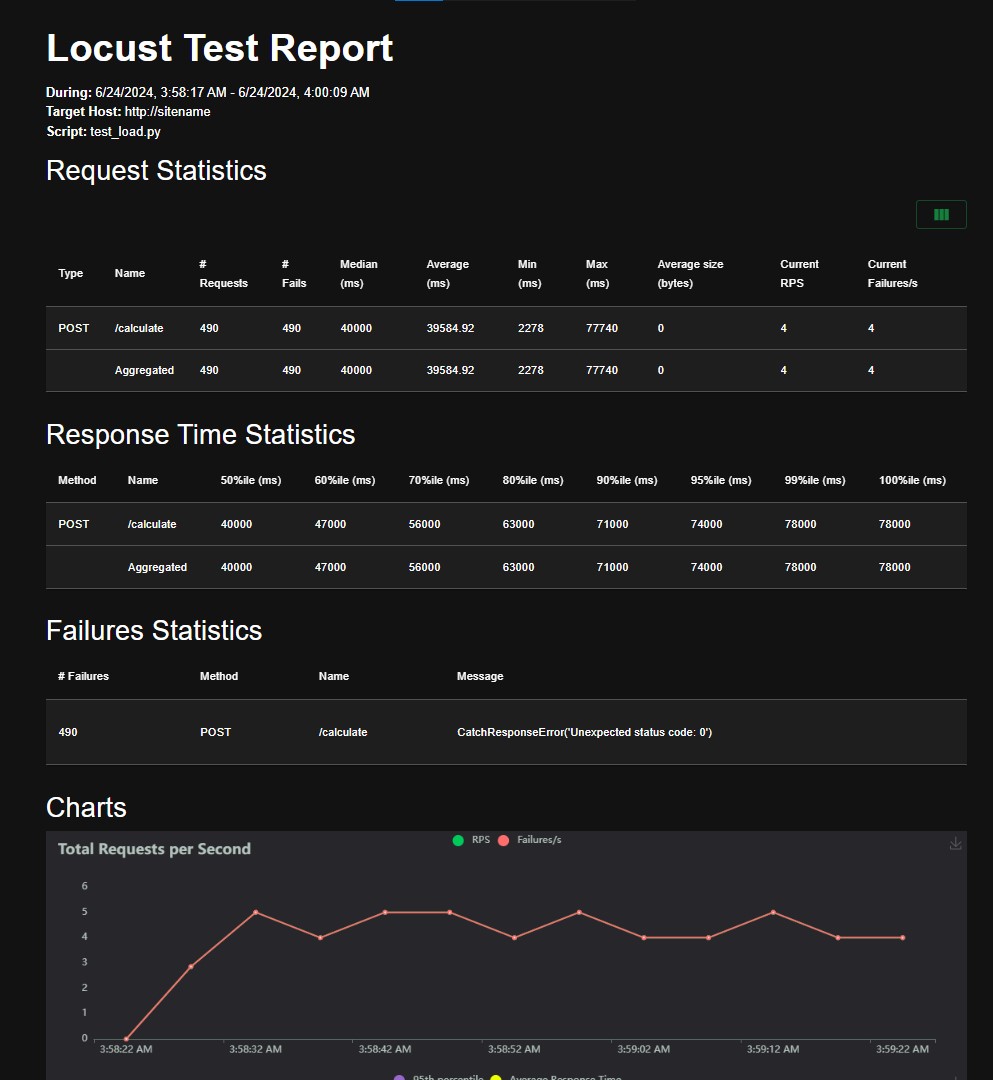 Locust Test Report
During: 6/24/2024, 3:58:17 AM - 6/24/2024, 4:00:09 AM
Target Host: http://sitename
Script: test_load.py
Request Statistics
Type Name # Requests # Fails Median (ms) Average (ms) Min (ms) Max (ms) Average size (bytes) Current RPS Current Failures/s
POST /calculate 490 490 40000 39584.92 2278 77740 0 4 4
Aggregated 490 490 40000 39584.92 2278 77740 0 4 4
Response Time Statistics
Method Name 50%ile (ms) 60%ile (ms) 70%ile (ms) 80%ile (ms) 90%ile (ms) 95%ile (ms) 99%ile (ms) 100%ile (ms)
POST /calculate 40000 47000 56000 63000 71000 74000 78000 78000
Aggregated 40000 47000 56000 63000 71000 74000 78000 78000
Failures Statistics
# Failures Method Name Message
490 POST /calculate CatchResponseError('Unexpected status code: 0')
Charts
RPS Failures/s
Total Requests per Second
6
5
4
3
2
1
0
3:58:22 AM 3:58:32 AM 3:58:42 AM 3:58:52 AM 3:59:02 AM 3:59:12 AM 3:59:22 AM
95th percentile Average Response Time